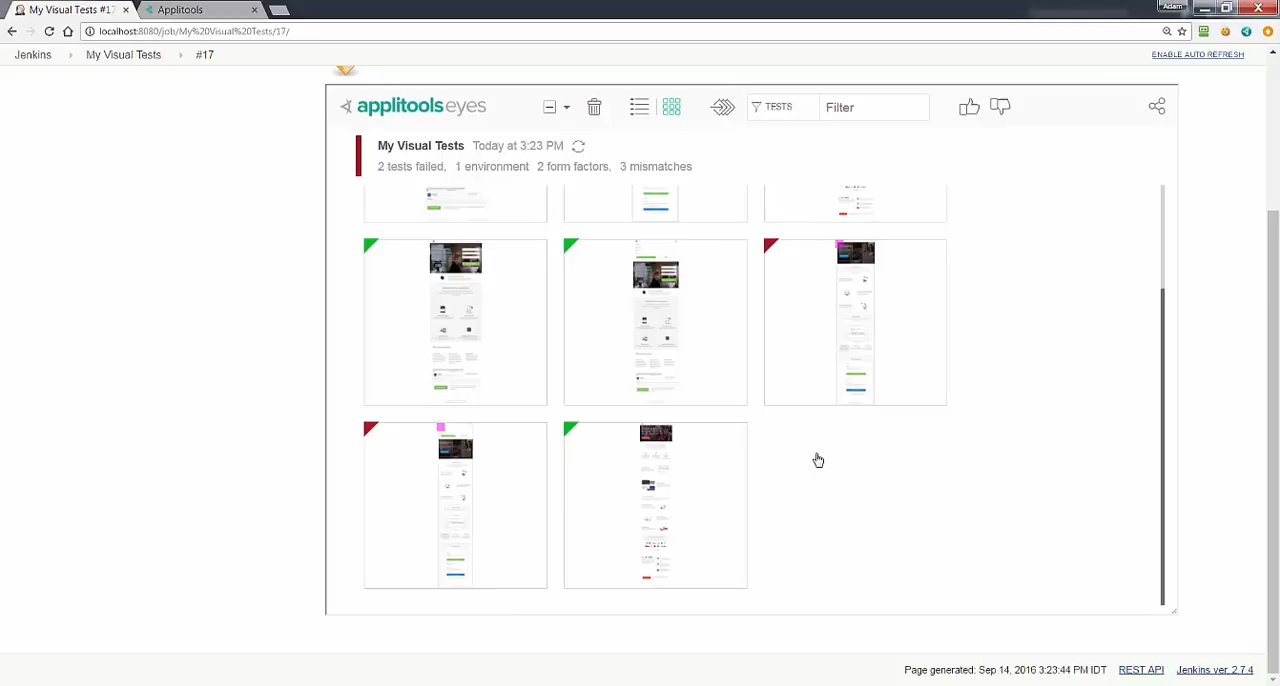 My Visual Tests #17
Applitools
Adam
localhost:8080/job/My%20Visual%20Tests/17/
Jenkins
My Visual Tests
#17
ENABLE AUTO REFRESH
applitools eyes
TESTS
Filter
My Visual Tests Today at 3:23 PM
2 tests failed, 1 environment 2 form factors, 3 mismatches
Page generated: Sep 14, 2016 3:23:44 PM IDT
REST API
Jenkins ver. 2.7.4